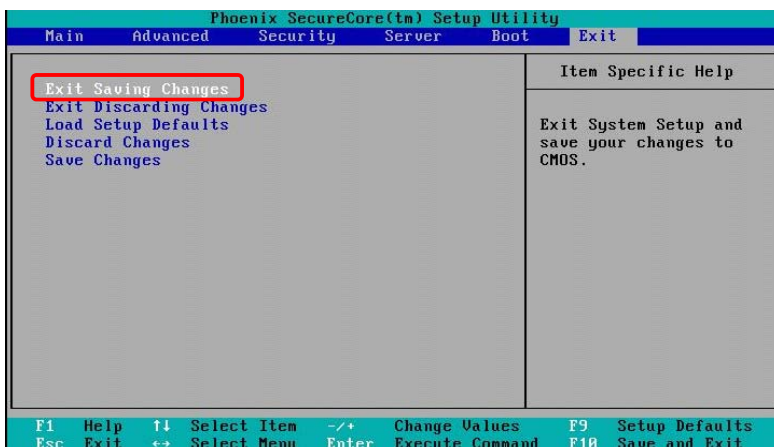 Phoenix SecureCore(tm) Setup Utility
Main Advanced Security Server Boot Exit
Item Specific Help
Exit Saving Changes
Exit Discarding Changes
Load Setup Defaults
Discard Changes
Save Changes
Exit System Setup and
save your changes to
CMOS.
F1 Help ↑↓ Select Item -/+ Change Values F9 Setup Defaults
Esc Exit ↔ Select Menu Enter Execute Command F10 Save and Exit